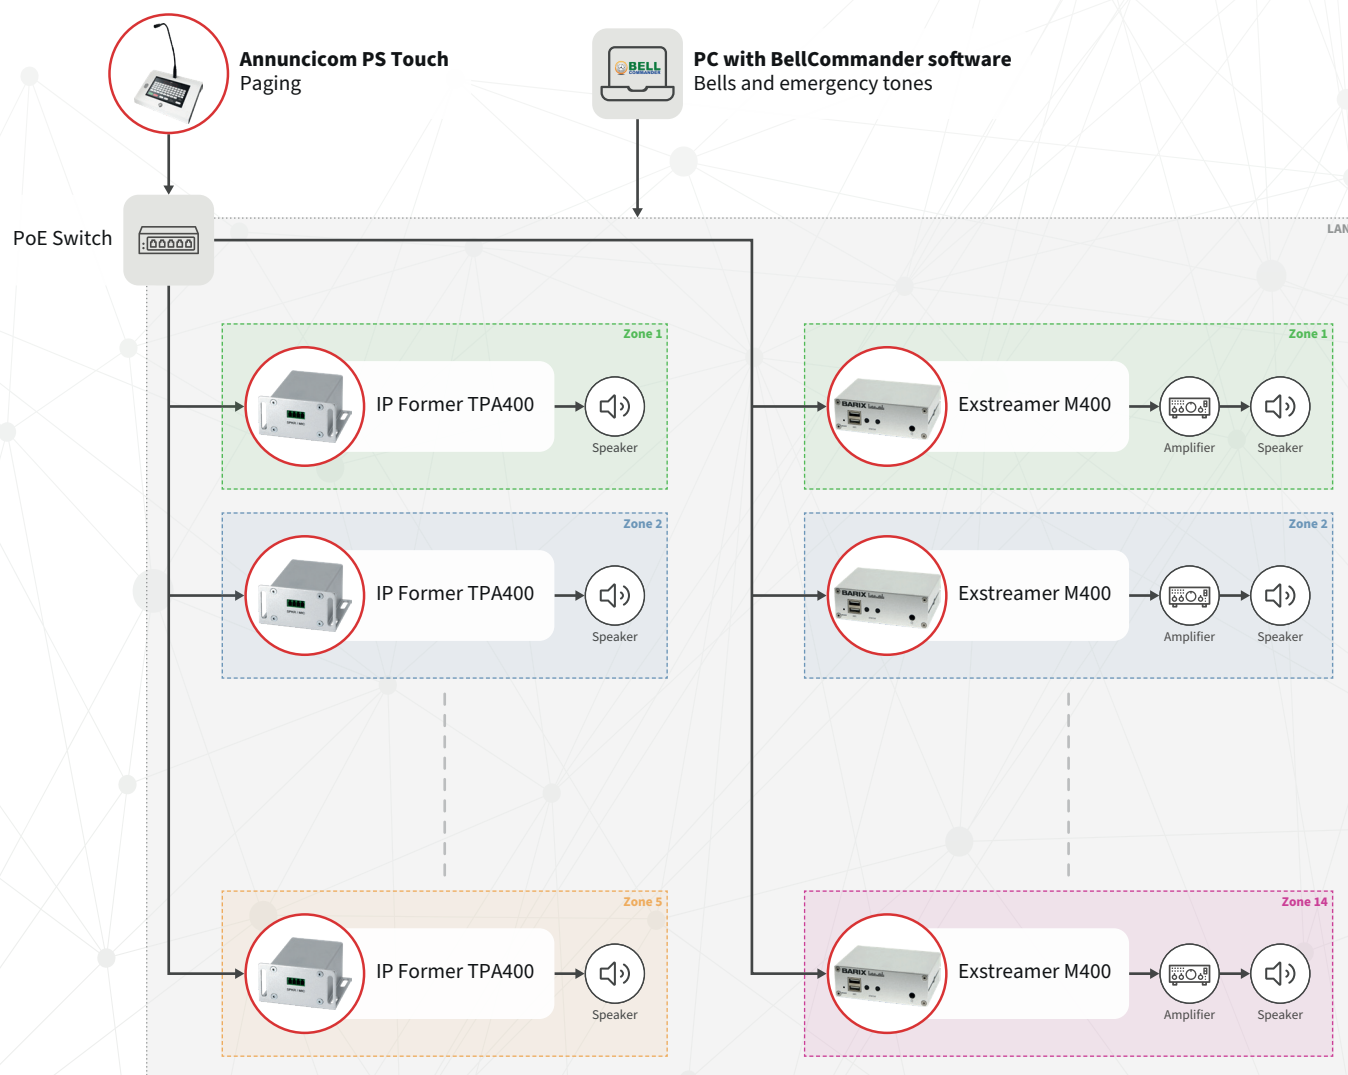 Annuncicom PS Touch
Paging
BELL
COMMANDER
PC with BellCommander software
Bells and emergency tones
PoE Switch
LAN
Zone 1
IP Former TPA400
Speaker
Zone 1
BARIX
Exstreamer M400
Amplifier
Speaker
Zone 2
IP Former TPA400
Speaker
Zone 2
BARIX
Exstreamer M400
Amplifier
Speaker
Zone 5
IP Former TPA400
Speaker
Zone 14
BARIX
Exstreamer M400
Amplifier
Speaker